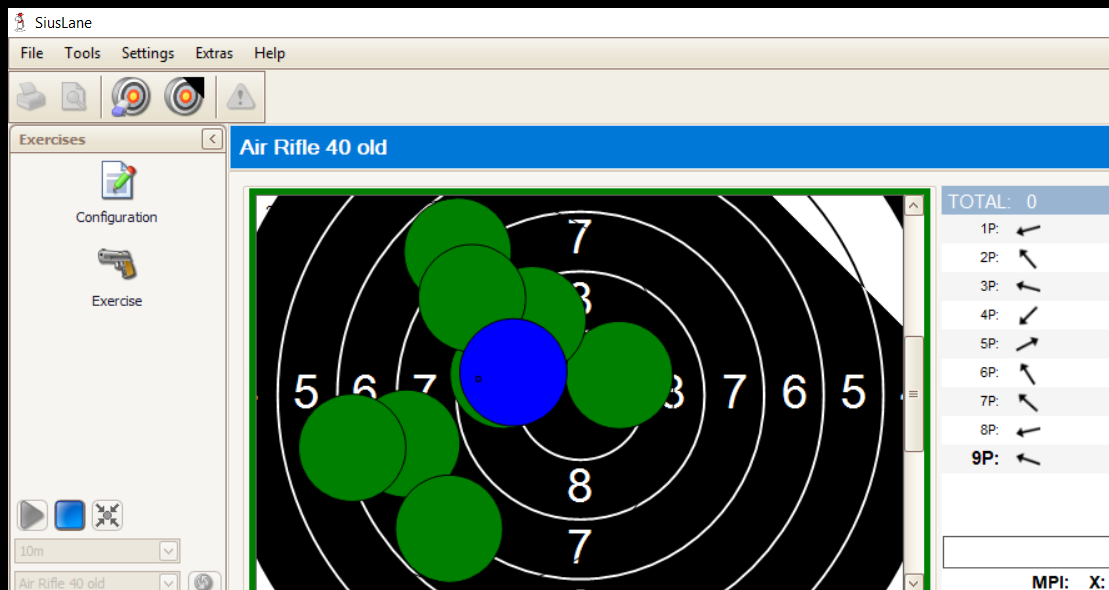 SiusLane
File Tools Settings Extras Help
Exercises
Air Rifle 40 old
Configuration
Exercise
10m
Air Rifle 40 old
7
8
5 6 7 8 7 6 5
8
7
TOTAL: 0
1P:
2P:
3P:
4P:
5P:
6P:
7P:
8P:
9P:
MPI: X: